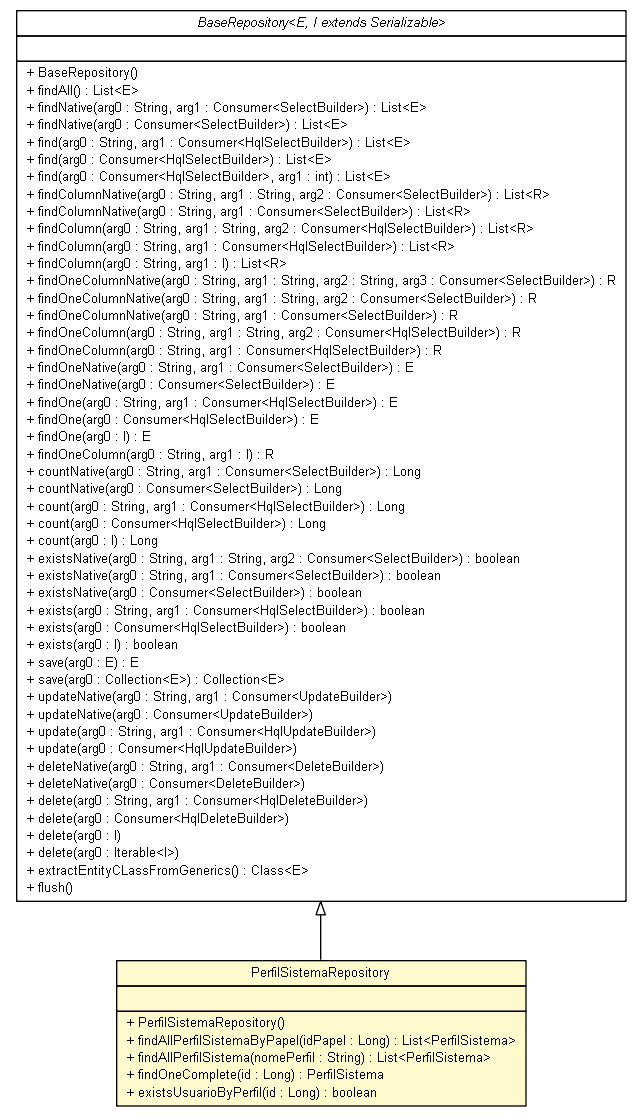 BaseRepository<E, I extends Serializable>
+ BaseRepository()
+ findAll() : List<E>
+ findNative(arg0 : String, arg1 : Consumer<SelectBuilder>) : List<E>
+ findNative(arg0 : Consumer<SelectBuilder>) : List<E>
+ find(arg0 : String, arg1 : Consumer<HqlSelectBuilder>) : List<E>
+ find(arg0 : Consumer<HqlSelectBuilder>) : List<E>
+ find(arg0 : Consumer<HqlSelectBuilder>, arg1 : int) : List<E>
+ findColumnNative(arg0 : String, arg1 : String, arg2 : Consumer<SelectBuilder>) : List<R>
+ findColumnNative(arg0 : String, arg1 : Consumer<SelectBuilder>) : List<R>
+ findColumn(arg0 : String, arg1 : String, arg2 : Consumer<HqlSelectBuilder>) : List<R>
+ findColumn(arg0 : String, arg1 : Consumer<HqlSelectBuilder>) : List<R>
+ findColumn(arg0 : String, arg1 : I) : List<R>
+ findOneColumnNative(arg0 : String, arg1 : String, arg2 : String, arg3 : Consumer<SelectBuilder>) : R
+ findOneColumnNative(arg0 : String, arg1 : String, arg2 : Consumer<SelectBuilder>) : R
+ findOneColumnNative(arg0 : String, arg1 : Consumer<SelectBuilder>) : R
+ findOneColumn(arg0 : String, arg1 : String, arg2 : Consumer<HqlSelectBuilder>) : R
+ findOneColumn(arg0 : String, arg1 : Consumer<HqlSelectBuilder>) : R
+ findOneNative(arg0 : String, arg1 : Consumer<SelectBuilder>) : E
+ findOneNative(arg0 : Consumer<SelectBuilder>) : E
+ findOne(arg0 : String, arg1 : Consumer<HqlSelectBuilder>) : E
+ findOne(arg0 : Consumer<HqlSelectBuilder>) : E
+ findOne(arg0 : I) : E
+ findOneColumn(arg0 : String, arg1 : I) : R
+ countNative(arg0 : String, arg1 : Consumer<SelectBuilder>) : Long
+ countNative(arg0 : Consumer<SelectBuilder>) : Long
+ count(arg0 : String, arg1 : Consumer<HqlSelectBuilder>) : Long
+ count(arg0 : Consumer<HqlSelectBuilder>) : Long
+ count(arg0 : I) : Long
+ existsNative(arg0 : String, arg1 : String, arg2 : Consumer<SelectBuilder>) : boolean
+ existsNative(arg0 : String, arg1 : Consumer<SelectBuilder>) : boolean
+ existsNative(arg0 : Consumer<SelectBuilder>) : boolean
+ exists(arg0 : String, arg1 : Consumer<HqlSelectBuilder>) : boolean
+ exists(arg0 : Consumer<HqlSelectBuilder>) : boolean
+ exists(arg0 : I) : boolean
+ save(arg0 : E) : E
+ save(arg0 : Collection<E>) : Collection<E>
+ updateNative(arg0 : String, arg1 : Consumer<UpdateBuilder>)
+ updateNative(arg0 : Consumer<UpdateBuilder>)
+ update(arg0 : String, arg1 : Consumer<HqlUpdateBuilder>)
+ update(arg0 : Consumer<HqlUpdateBuilder>)
+ deleteNative(arg0 : String, arg1 : Consumer<DeleteBuilder>)
+ deleteNative(arg0 : Consumer<DeleteBuilder>)
+ delete(arg0 : String, arg1 : Consumer<HqlDeleteBuilder>)
+ delete(arg0 : Consumer<HqlDeleteBuilder>)
+ delete(arg0 : I)
+ delete(arg0 : Iterable<I>)
+ extractEntityCLassFromGenerics() : Class<E>
+ flush()
PerfilSistemaRepository
+ PerfilSistemaRepository()
+ findAllPerfilSistemaByPapel(idPapel : Long) : List<PerfilSistema>
+ findAllPerfilSistema(nomePerfil : String) : List<PerfilSistema>
+ findOneComplete(id : Long) : PerfilSistema
+ existsUsuarioByPerfil(id : Long) : boolean